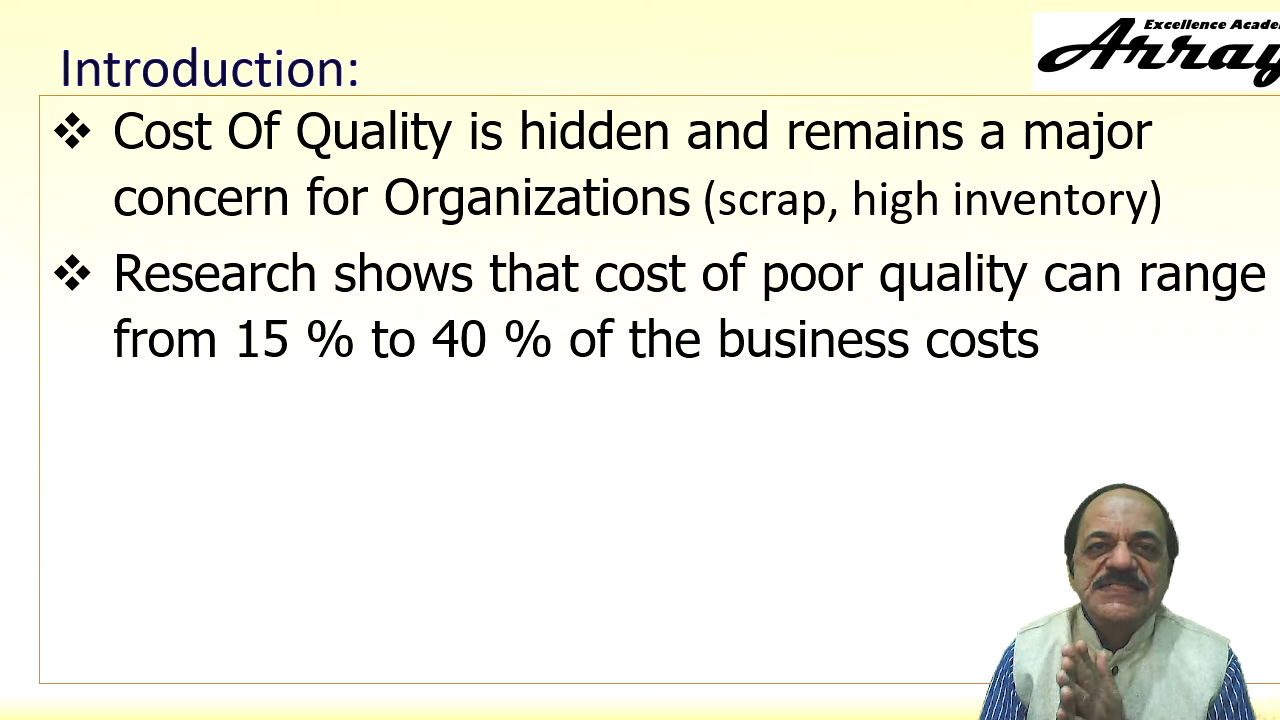 Excellence Acade
Array
Introduction:
❖ Cost Of Quality is hidden and remains a major
concern for Organizations (scrap, high inventory)
❖ Research shows that cost of poor quality can range
from 15 % to 40 % of the business costs